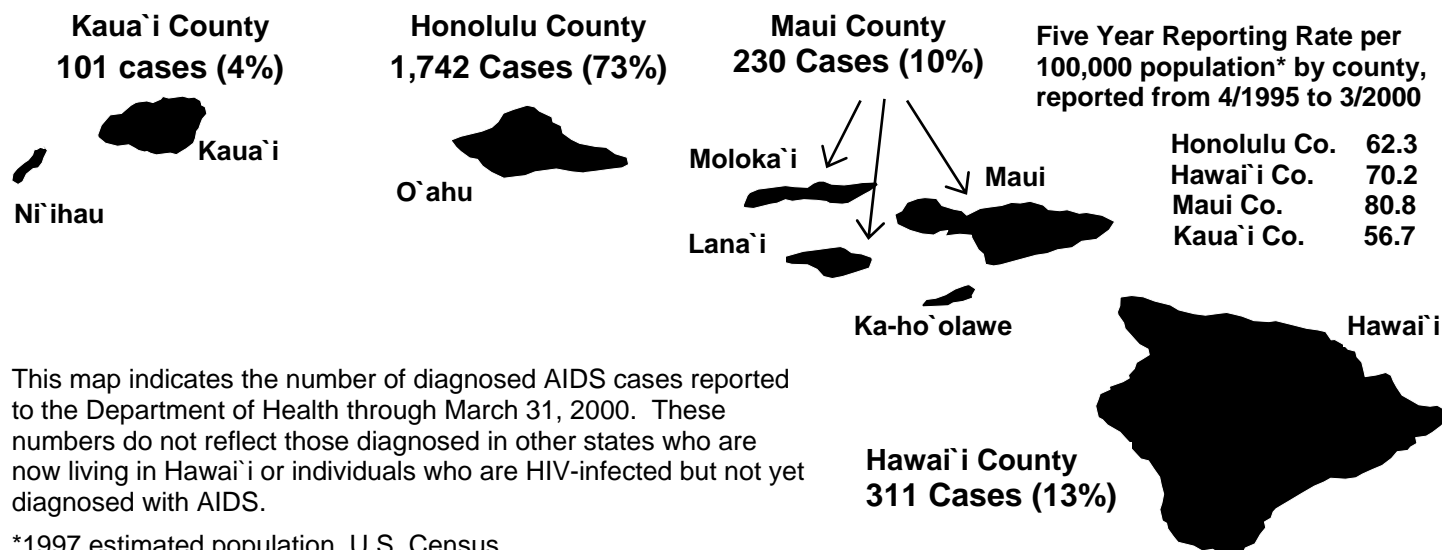 Kaua`i County
101 cases (4%)
Honolulu County
1,742 Cases (73%)
Maui County
230 Cases (10%)
Five Year Reporting Rate per
100,000 population* by county,
reported from 4/1995 to 3/2000
Honolulu Co. 62.3
Hawai`i Co. 70.2
Maui Co. 80.8
Kaua`i Co. 56.7
Kaua`i
Ni`ihau
O`ahu
Moloka`i
Maui
Lana`i
Ka-ho`olawe
Hawai`i
This map indicates the number of diagnosed AIDS cases reported
to the Department of Health through March 31, 2000. These
numbers do not reflect those diagnosed in other states who are
now living in Hawai`i or individuals who are HIV-infected but not yet
diagnosed with AIDS.
Hawai`i County
311 Cases (13%)
*1997 estimated population, U.S. Census